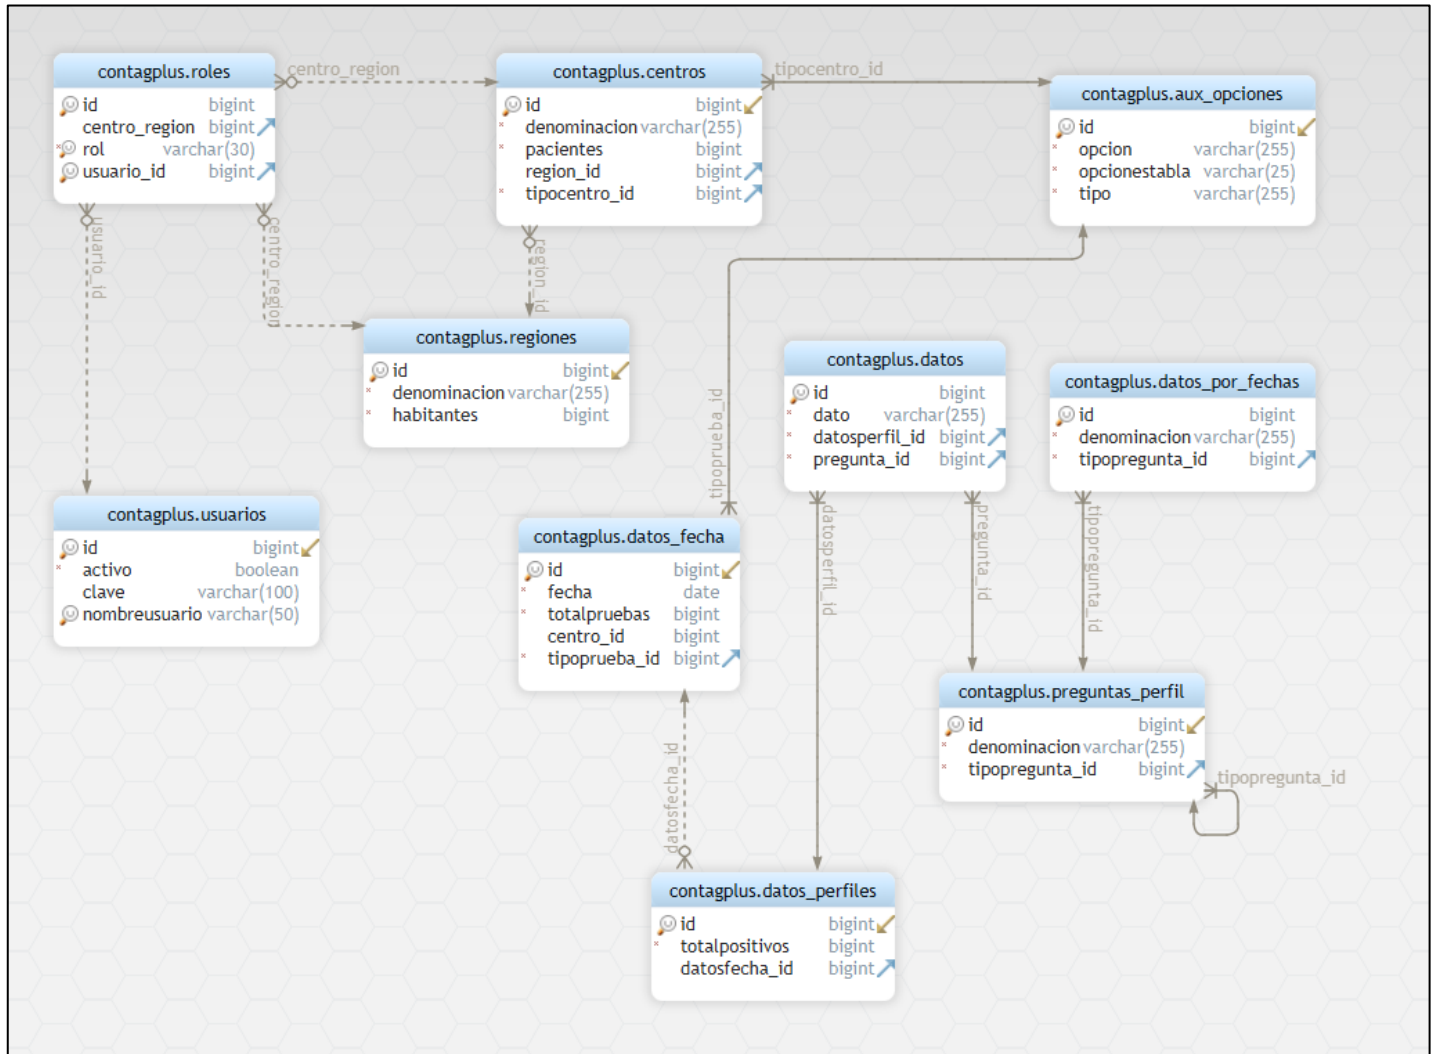 contagplus.roles
id bigint
centro_region bigint
rol varchar(30)
usuario_id bigint
centro_region
contagplus.centros
id bigint
denominacion varchar(255)
pacientes bigint
region_id bigint
tipocentro_id bigint
tipocentro_id
contagplus.aux_opciones
id bigint
opcion varchar(255)
opcionestabla varchar(25)
tipo varchar(255)
usuario_id
centro_region
region_id
contagplus.regiones
id bigint
denominacion varchar(255)
habitantes bigint
tipoprueba_id
contagplus.datos
id bigint
dato varchar(255)
datosperfil_id bigint
pregunta_id bigint
contagplus.datos_por_fechas
id bigint
denominacion varchar(255)
tipopregunta_id bigint
contagplus.usuarios
id bigint
activo boolean
clave varchar(100)
nombreusuario varchar(50)
contagplus.datos_fecha
id bigint
fecha date
totalpruebas bigint
centro_id bigint
tipoprueba_id bigint
datosperfil_id
pregunta_id
tipopregunta_id
contagplus.preguntas_perfil
id bigint
denominacion varchar(255)
tipopregunta_id bigint
tipopregunta_id
datosfecha_id
contagplus.datos_perfiles
id bigint
totalpositivos bigint
datosfecha_id bigint